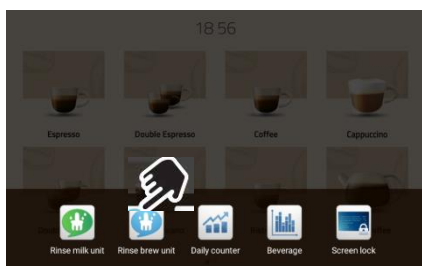 18 56
Espresso
Double Espresso
Coffee
Cappuccino
Rinse milk unit
Rinse brew unit
Daily counter
Beverage
Screen lock